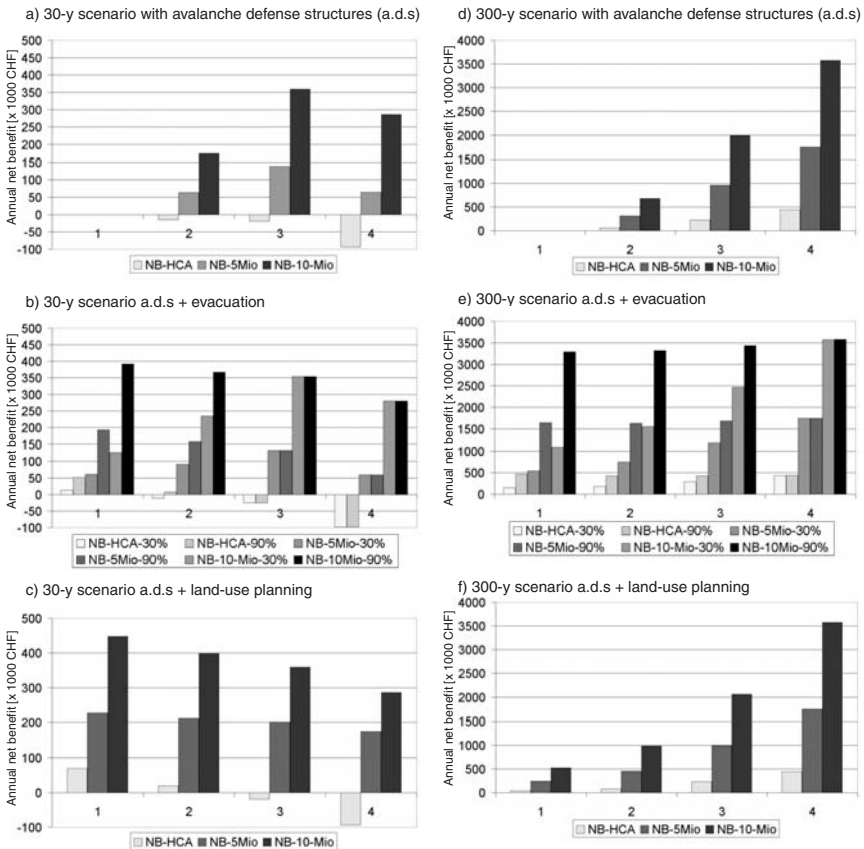 a) 30-y scenario with avalanche defense structures (a.d.s)
Annual net benefit [x 1000 CHF]
500
450
400
350
300
250
200
150
100
50
0
-50
-100
1 2 3 4
NB-HCA NB-5Mio NB-10-Mio
b) 30-y scenario a.d.s + evacuation
Annual net benefit [x 1000 CHF]
500
450
400
350
300
250
200
150
100
50
0
-50
-100
1 2 3 4
NB-HCA-30% NB-HCA-90% NB-5Mio-30%
NB-5Mio-90% NB-10-Mio-30% NB-10Mio-90%
c) 30-y scenario a.d.s + land-use planning
Annual net benefit [x 1000 CHF]
500
400
300
200
100
0
-100
1 2 3 4
NB-HCA NB-5Mio NB-10-Mio
d) 300-y scenario with avalanche defense structures (a.d.s)
Annual net benefit [x 1000 CHF]
4000
3500
3000
2500
2000
1500
1000
500
0
1 2 3 4
NB-HCA NB-5Mio NB-10-Mio
e) 300-y scenario a.d.s + evacuation
Annual net benefit [x 1000 CHF]
4000
3500
3000
2500
2000
1500
1000
500
0
1 2 3 4
NB-HCA-30% NB-HCA-90% NB-5Mio-30%
NB-5Mio-90% NB-10-Mio-30% NB-10Mio-90%
f) 300-y scenario a.d.s + land-use planning
Annual net benefit [x 1000 CHF]
4000
3500
3000
2500
2000
1500
1000
500
0
1 2 3 4
NB-HCA NB-5Mio NB-10-Mio